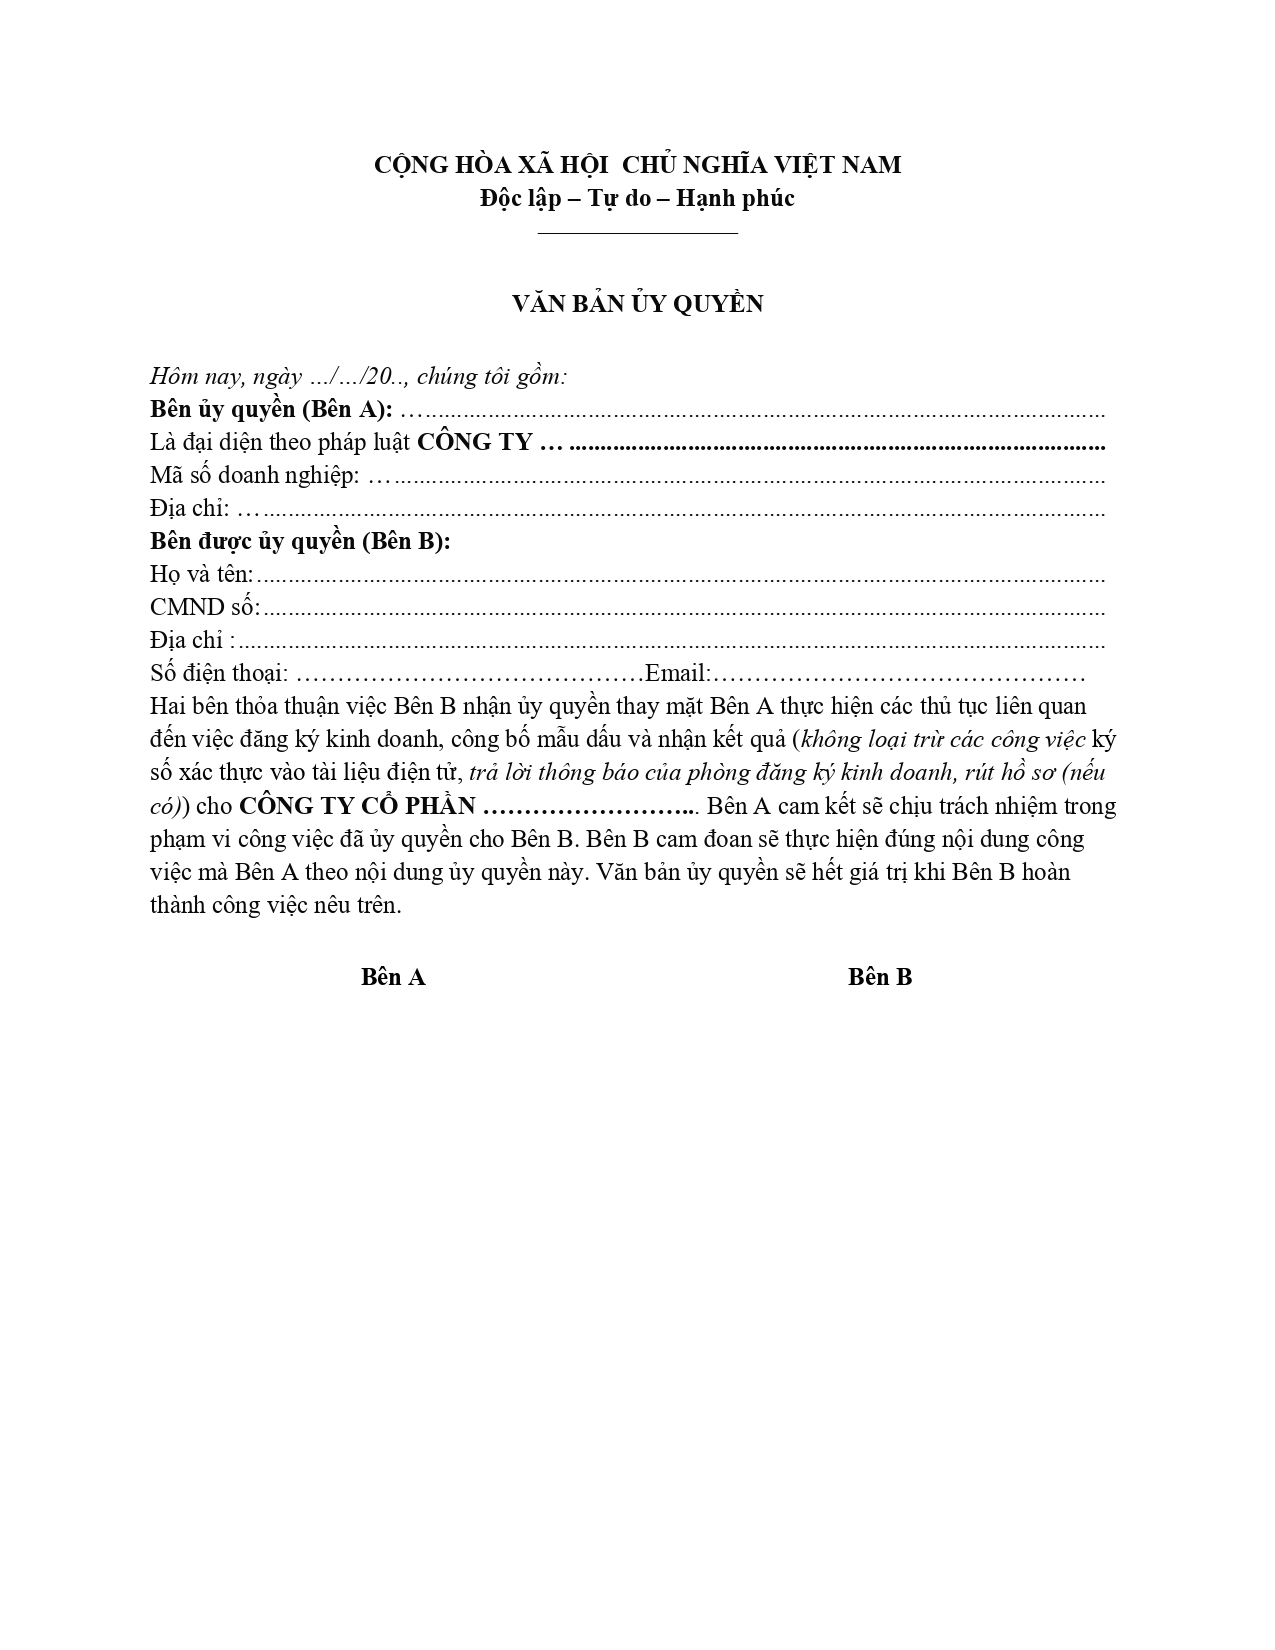 CỘNG HÒA XÃ HỘI  CHỦ NGHĨA VIỆT NAM
Độc lập – Tự do – Hạnh phúc
VĂN BẢN ỦY QUYỀN
Hôm nay, ngày …/…/20.., chúng tôi gồm:
Bên ủy quyền (Bên A): ….............................................................................................................
Là đại diện theo pháp luật CÔNG TY … ......................................................................................
Mã số doanh nghiệp: …..................................................................................................................
Địa chỉ: ….......................................................................................................................................
Bên được ủy quyền (Bên B):
Họ và tên:........................................................................................................................................
CMND số:.......................................................................................................................................
Địa chỉ :...........................................................................................................................................
Số điện thoại: ……………………………………Email:………………………………………
Hai bên thỏa thuận việc Bên B nhận ủy quyền thay mặt Bên A thực hiện các thủ tục liên quan
đến việc đăng ký kinh doanh, công bố mẫu dấu và nhận kết quả (không loại trừ các công việc ký
số xác thực vào tài liệu điện tử, trả lời thông báo của phòng đăng ký kinh doanh, rút hồ sơ (nếu
có)) cho CÔNG TY CỔ PHẦN ……………………... Bên A cam kết sẽ chịu trách nhiệm trong
phạm vi công việc đã ủy quyền cho Bên B. Bên B cam đoan sẽ thực hiện đúng nội dung công
việc mà Bên A theo nội dung ủy quyền này. Văn bản ủy quyền sẽ hết giá trị khi Bên B hoàn
thành công việc nêu trên.
Bên A Bên B